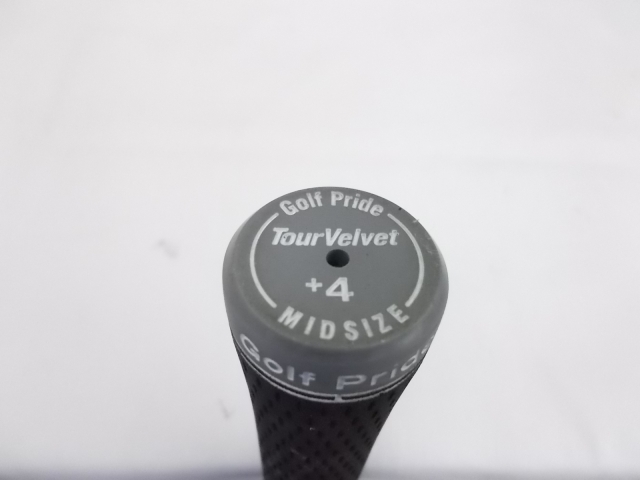 Golf Pride
TourVelvet
+4
MIDSIZE
Golf Pride